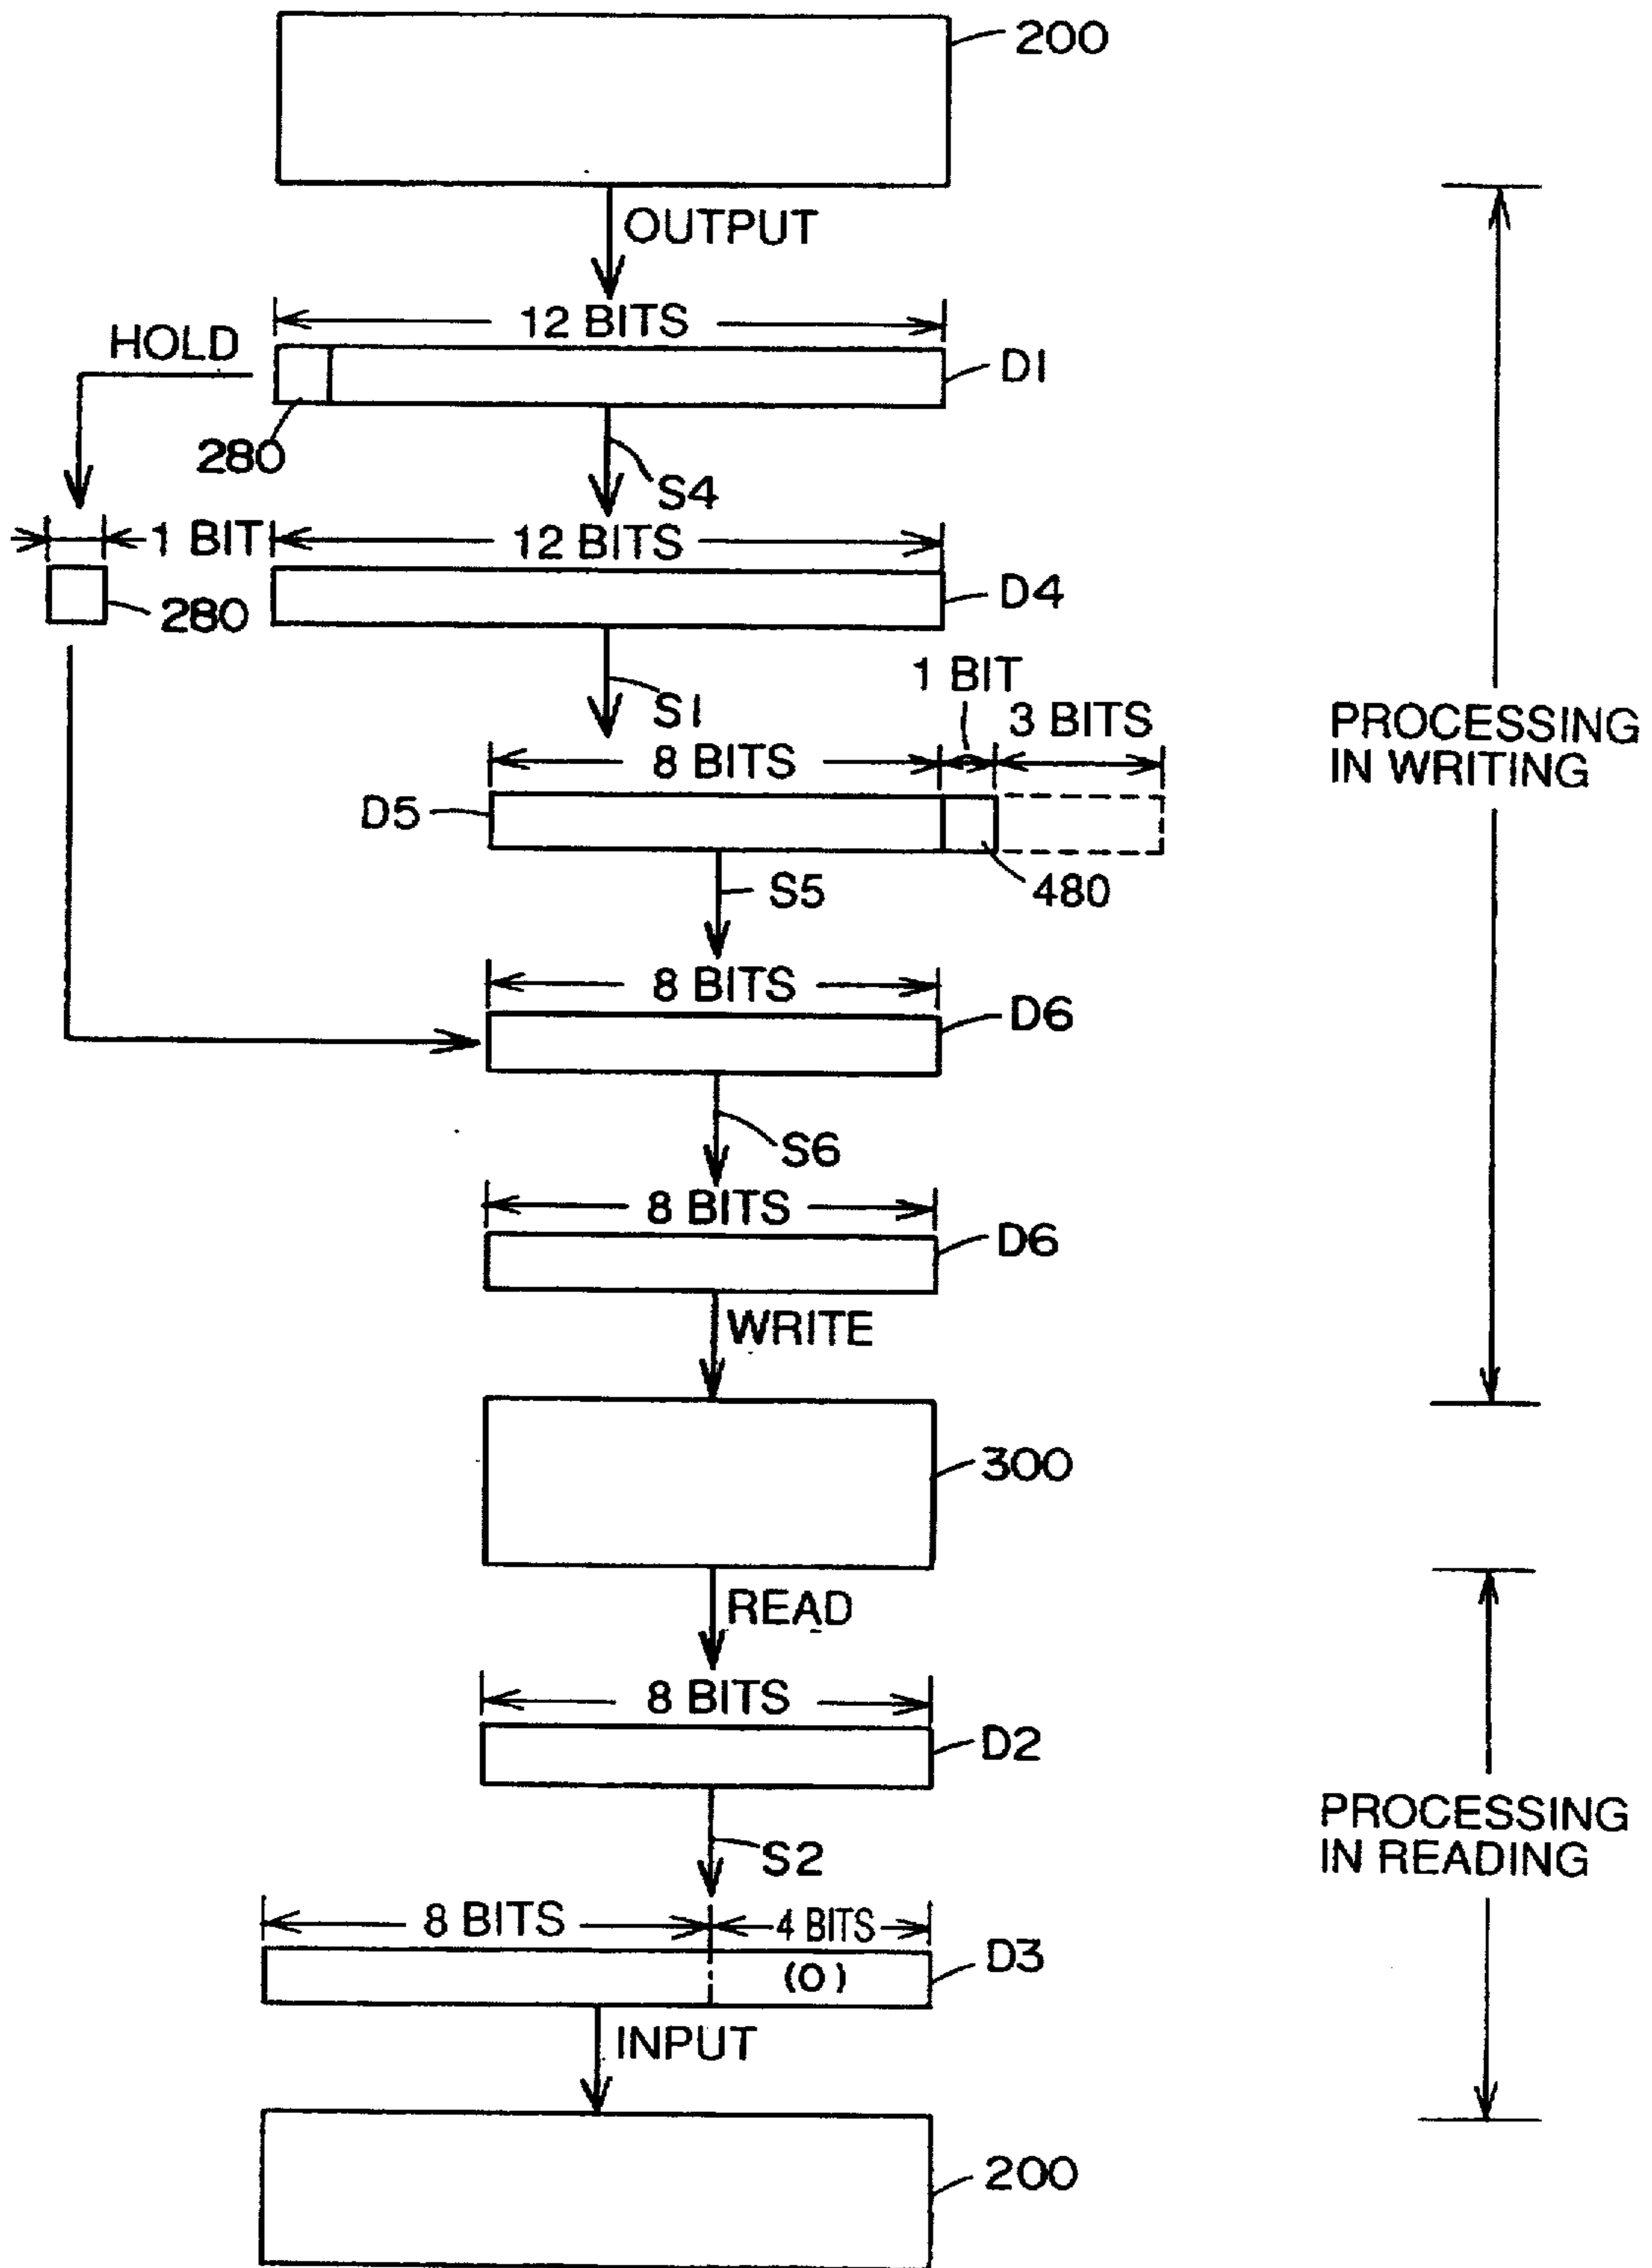 200
OUTPUT
12 BITS
HOLD
D1
280
S4
1 BIT
12 BITS
280
D4
1 BIT
S1
3 BITS
PROCESSING
IN WRITING
8 BITS
D5
480
S5
8 BITS
D6
S6
8 BITS
D6
WRITE
300
READ
8 BITS
D2
PROCESSING
IN READING
S2
8 BITS
4 BITS
(0)
D3
INPUT
200